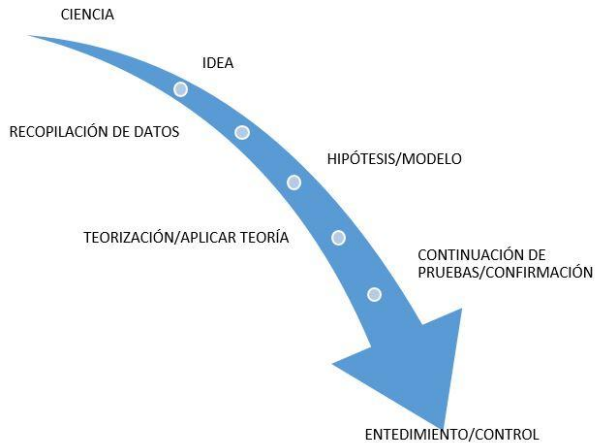 CIENCIA
IDEA
RECOPILACIÓN DE DATOS
HIPÓTESIS/MODELO
TEORIZACIÓN/APLICAR TEORÍA
CONTINUACIÓN DE
PRUEBAS/CONFIRMACIÓN
ENTEDIMIENTO/CONTROL